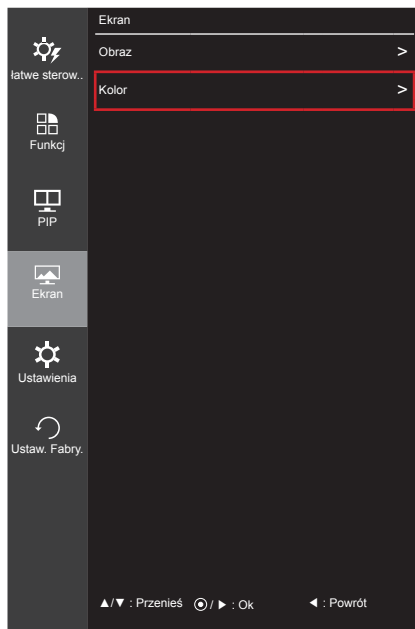 Ekran
Obraz >
Kolor >
łatwe sterow..
Funkcj
PIP
Ekran
Ustawienia
Ustaw. Fabry.
▲/▼ : Przenieś ⦿ / ► : Ok ◄ : Powrót